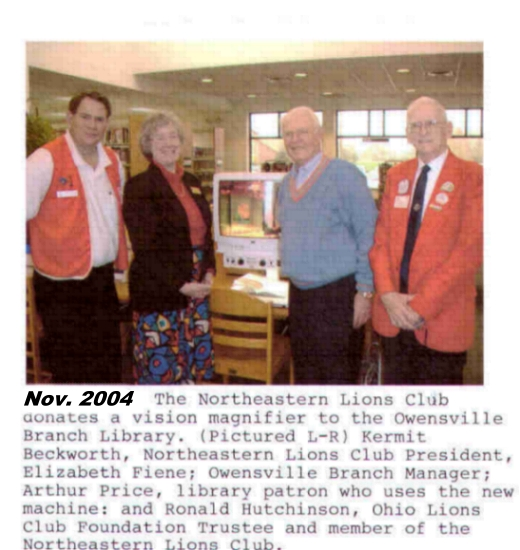 Nov. 2004 The Northeastern Lions Club
donates a vision magnifier to the Owensville
Branch Library. (Pictured L-R) Kermit
Beckworth, Northeastern Lions Club President,
Elizabeth Fiene; Owensville Branch Manager;
Arthur Price, library patron who uses the new
machine: and Ronald Hutchinson, Ohio Lions
Club Foundation Trustee and member of the
Northeastern Lions Club.